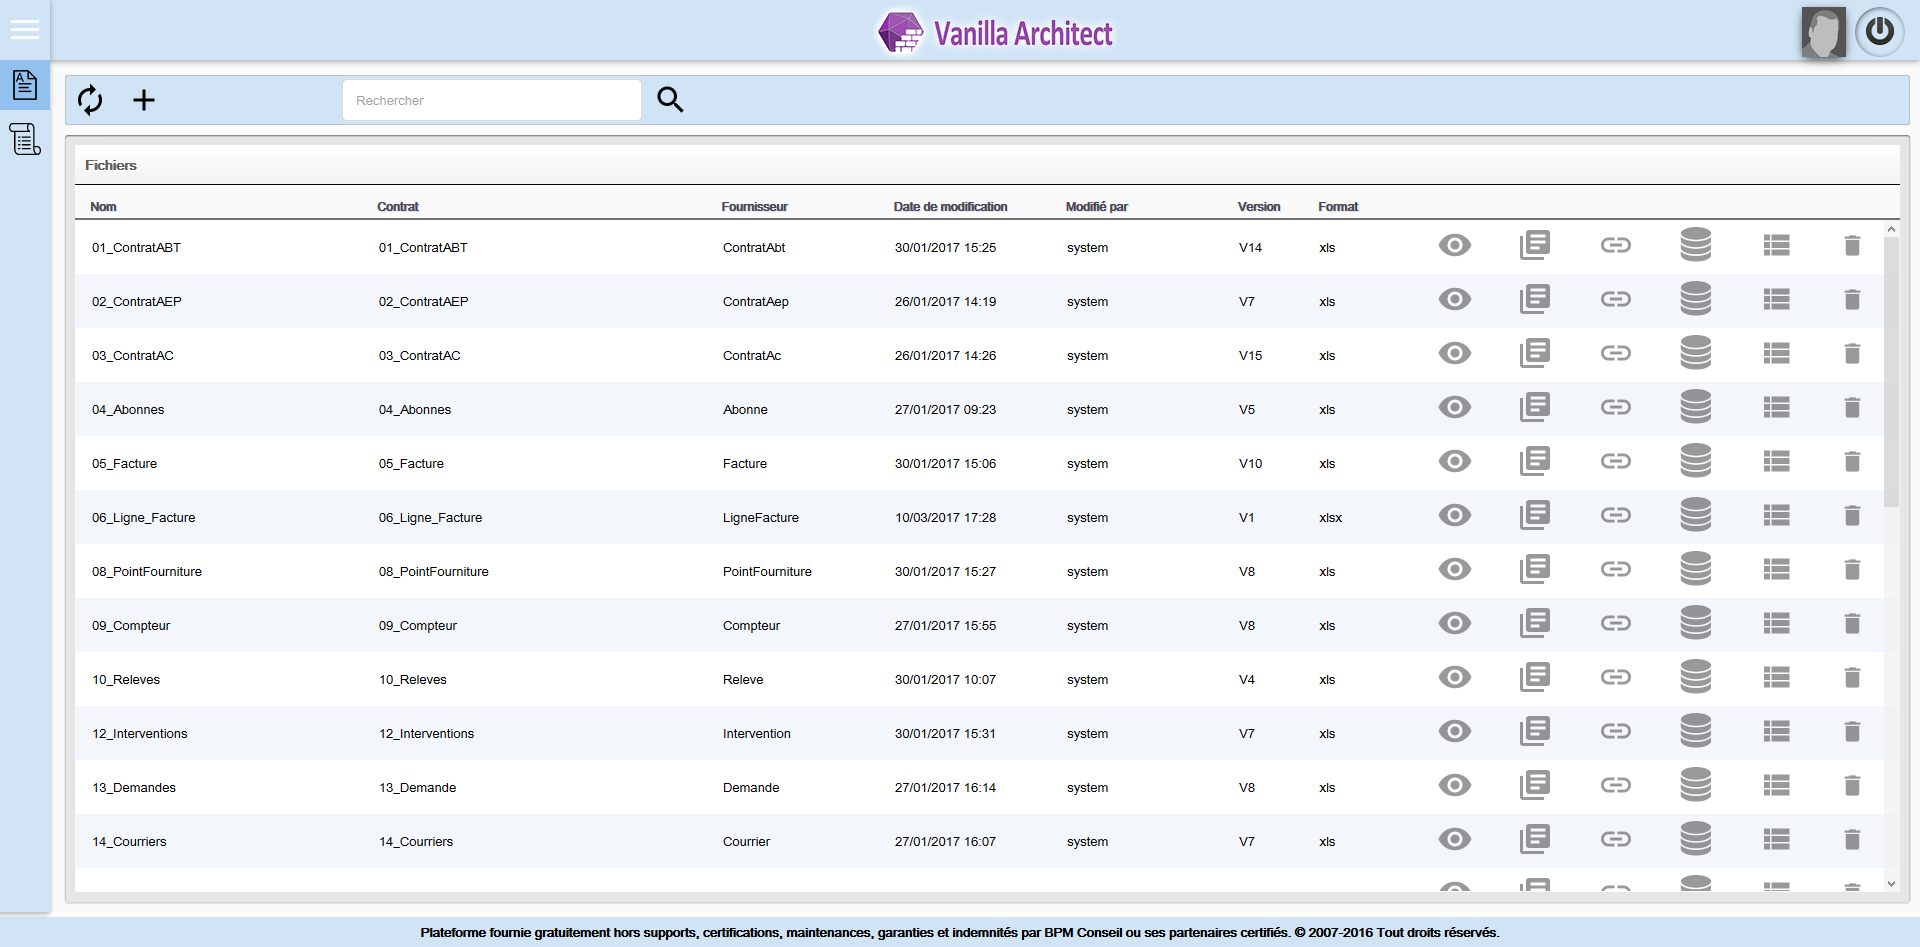 Vanilla Architect
Rechercher
Fichiers
Nom Contrat Fournisseur Date de modification Modifié par Version Format
01_ContratABT 01_ContratABT ContratAbt 30/01/2017 15:25 system V14 xls
02_ContratAEP 02_ContratAEP ContratAep 26/01/2017 14:19 system V7 xls
03_ContratAC 03_ContratAC ContratAc 26/01/2017 14:26 system V15 xls
04_Abonnes 04_Abonnes Abonne 27/01/2017 09:23 system V5 xls
05_Facture 05_Facture Facture 30/01/2017 15:06 system V10 xls
06_Ligne_Facture 06_Ligne_Facture LigneFacture 10/03/2017 17:28 system V1 xlsx
08_PointFourniture 08_PointFourniture PointFourniture 30/01/2017 15:27 system V8 xls
09_Compteur 09_Compteur Compteur 27/01/2017 15:55 system V8 xls
10_Releves 10_Releves Releve 30/01/2017 10:07 system V4 xls
12_Interventions 12_Interventions Intervention 30/01/2017 15:31 system V7 xls
13_Demandes 13_Demande Demande 27/01/2017 16:14 system V8 xls
14_Courriers 14_Courriers Courrier 27/01/2017 16:07 system V7 xls
Plateforme fournie gratuitement hors supports, certifications, maintenances, garanties et indemnités par BPM Conseil ou ses partenaires certifiés. © 2007-2016 Tout droits réservés.